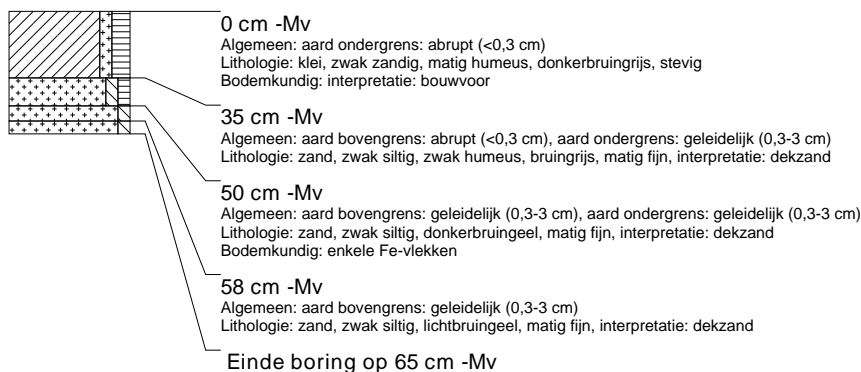 0 cm -Mv
Algemeen: aard ondergrens: abrupt (<0,3 cm)
Lithologie: klei, zwak zandig, matig humeus, donkerbruingrijs, stevig
Bodemkundig: interpretatie: bouwvoor
35 cm -Mv
Algemeen: aard bovengrens: abrupt (<0,3 cm), aard ondergrens: geleidelijk (0,3-3 cm)
Lithologie: zand, zwak siltig, zwak humeus, bruingrijs, matig fijn, interpretatie: dekzand
50 cm -Mv
Algemeen: aard bovengrens: geleidelijk (0,3-3 cm), aard ondergrens: geleidelijk (0,3-3 cm)
Lithologie: zand, zwak siltig, donkerbruingeel, matig fijn, interpretatie: dekzand
Bodemkundig: enkele Fe-vlekken
58 cm -Mv
Algemeen: aard bovengrens: geleidelijk (0,3-3 cm)
Lithologie: zand, zwak siltig, lichtbruingeel, matig fijn, interpretatie: dekzand
Einde boring op 65 cm -Mv